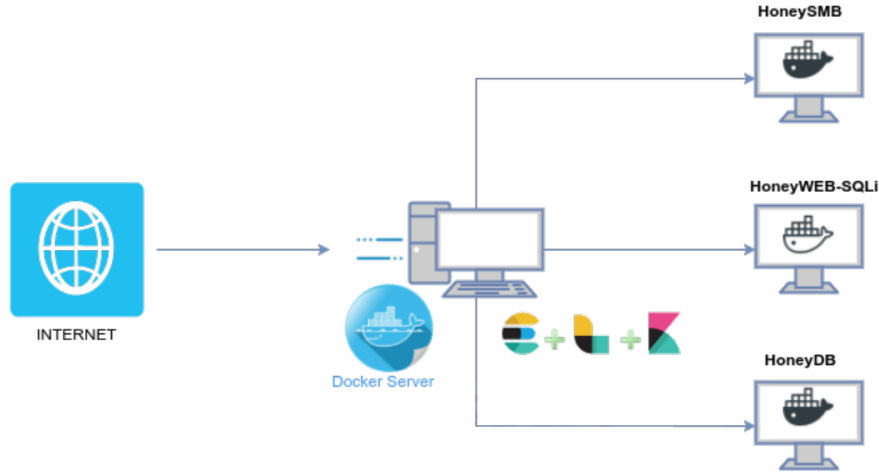 HoneySMB
HoneyWEB-SQLi
INTERNET
Docker Server
HoneyDB